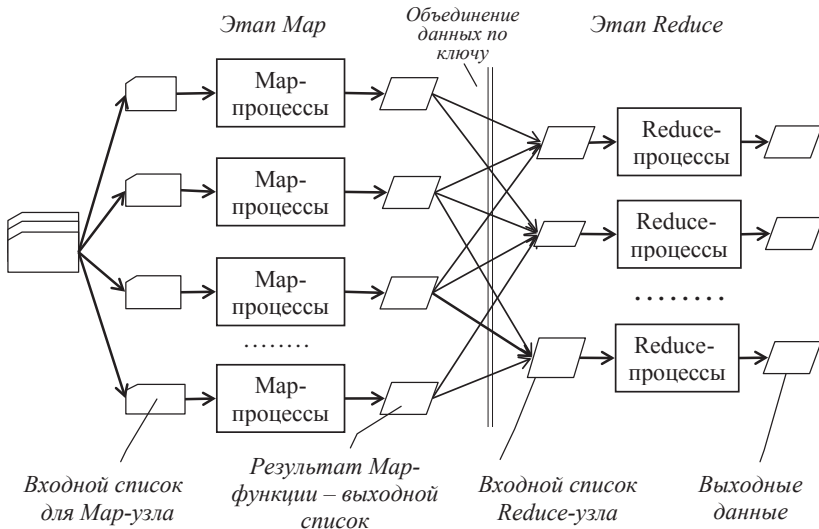 Этап Map
Объединение
данных по
ключу
Этап Reduce
Map-
процессы
Map-
процессы
Map-
процессы
........
Map-
процессы
Reduce-
процессы
Reduce-
процессы
........
Reduce-
процессы
Входной список
для Map-узла
Результат Map-
функции – выходной
список
Входной список
Reduce-узла
Выходные
данные